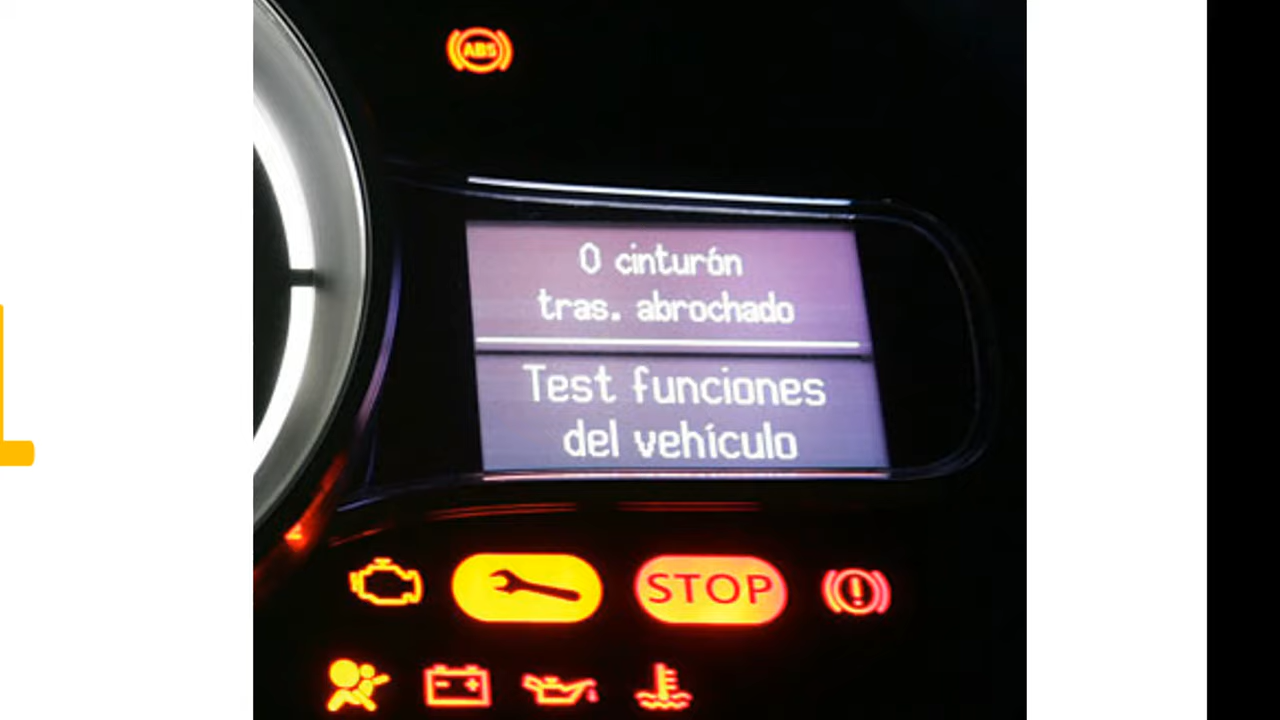 ABS
0 cinturón
tras. abrochado
Test funciones
del vehículo
STOP